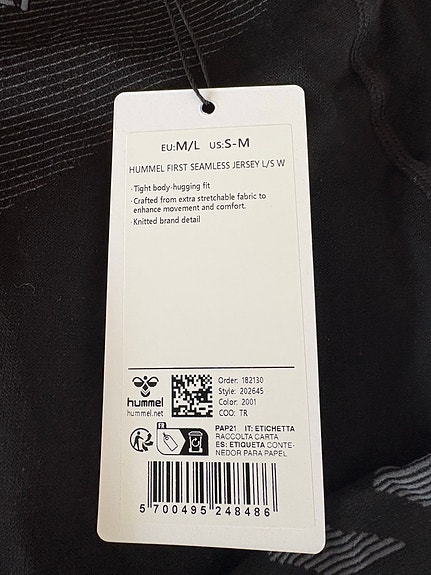 EU:M/L US:S-M
HUMMEL FIRST SEAMLESS JERSEY L/S W
·Tight body-hugging fit
·Crafted from extra stretchable fabric to
enhance movement and comfort.
·Knitted brand detail
hummel
hummel.net
Order: 182130
Style: 202645
Color: 2001
COO: TR
FR
PAP21 IT: ETICHETTA
RACCOLTA CARTA
ES: ETIQUETA CONTE-
NEDOR PARA PAPEL
5 700495 248486